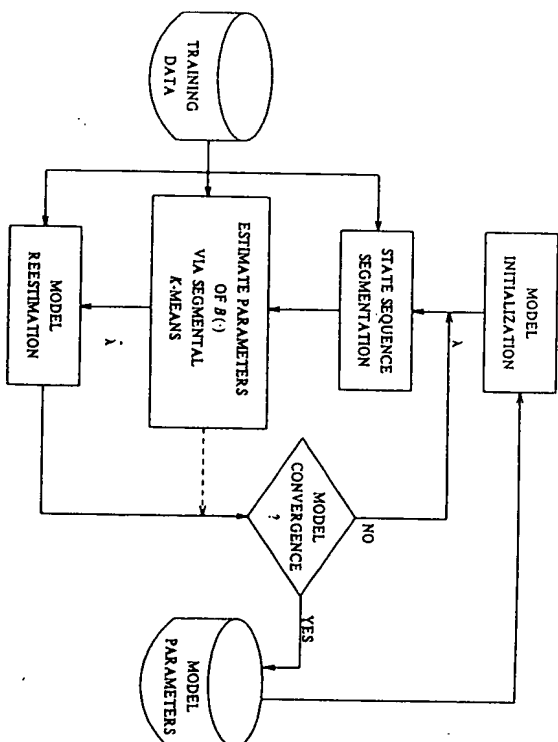 TRAINING
DATA
MODEL
INITIALIZATION
λ
STATE SEQUENCE
SEGMENTATION
ESTIMATE PARAMETERS
OF B (·)
VIA SEGMENTAL
K-MEANS
λ
MODEL
REESTIMATION
MODEL
CONVERGENCE
?
NO
YES
MODEL
PARAMETERS